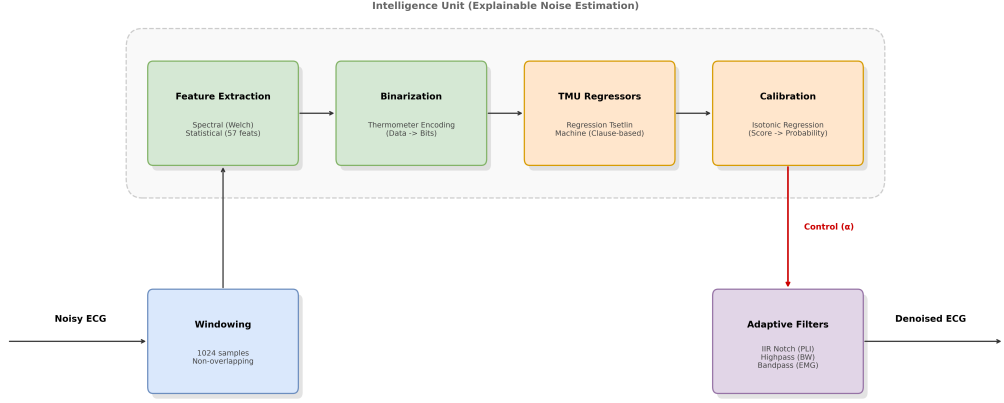 Intelligence Unit (Explainable Noise Estimation)
Feature Extraction
Spectral (Welch)
Statistical (57 feats)
Binarization
Thermometer Encoding
(Data -> Bits)
TMU Regressors
Regression Tsetlin
Machine (Clause-based)
Calibration
Isotonic Regression
(Score -> Probability)
Control (α)
Noisy ECG
Windowing
1024 samples
Non-overlapping
Adaptive Filters
IIR Notch (PLI)
Highpass (BW)
Bandpass (EMG)
Denoised ECG